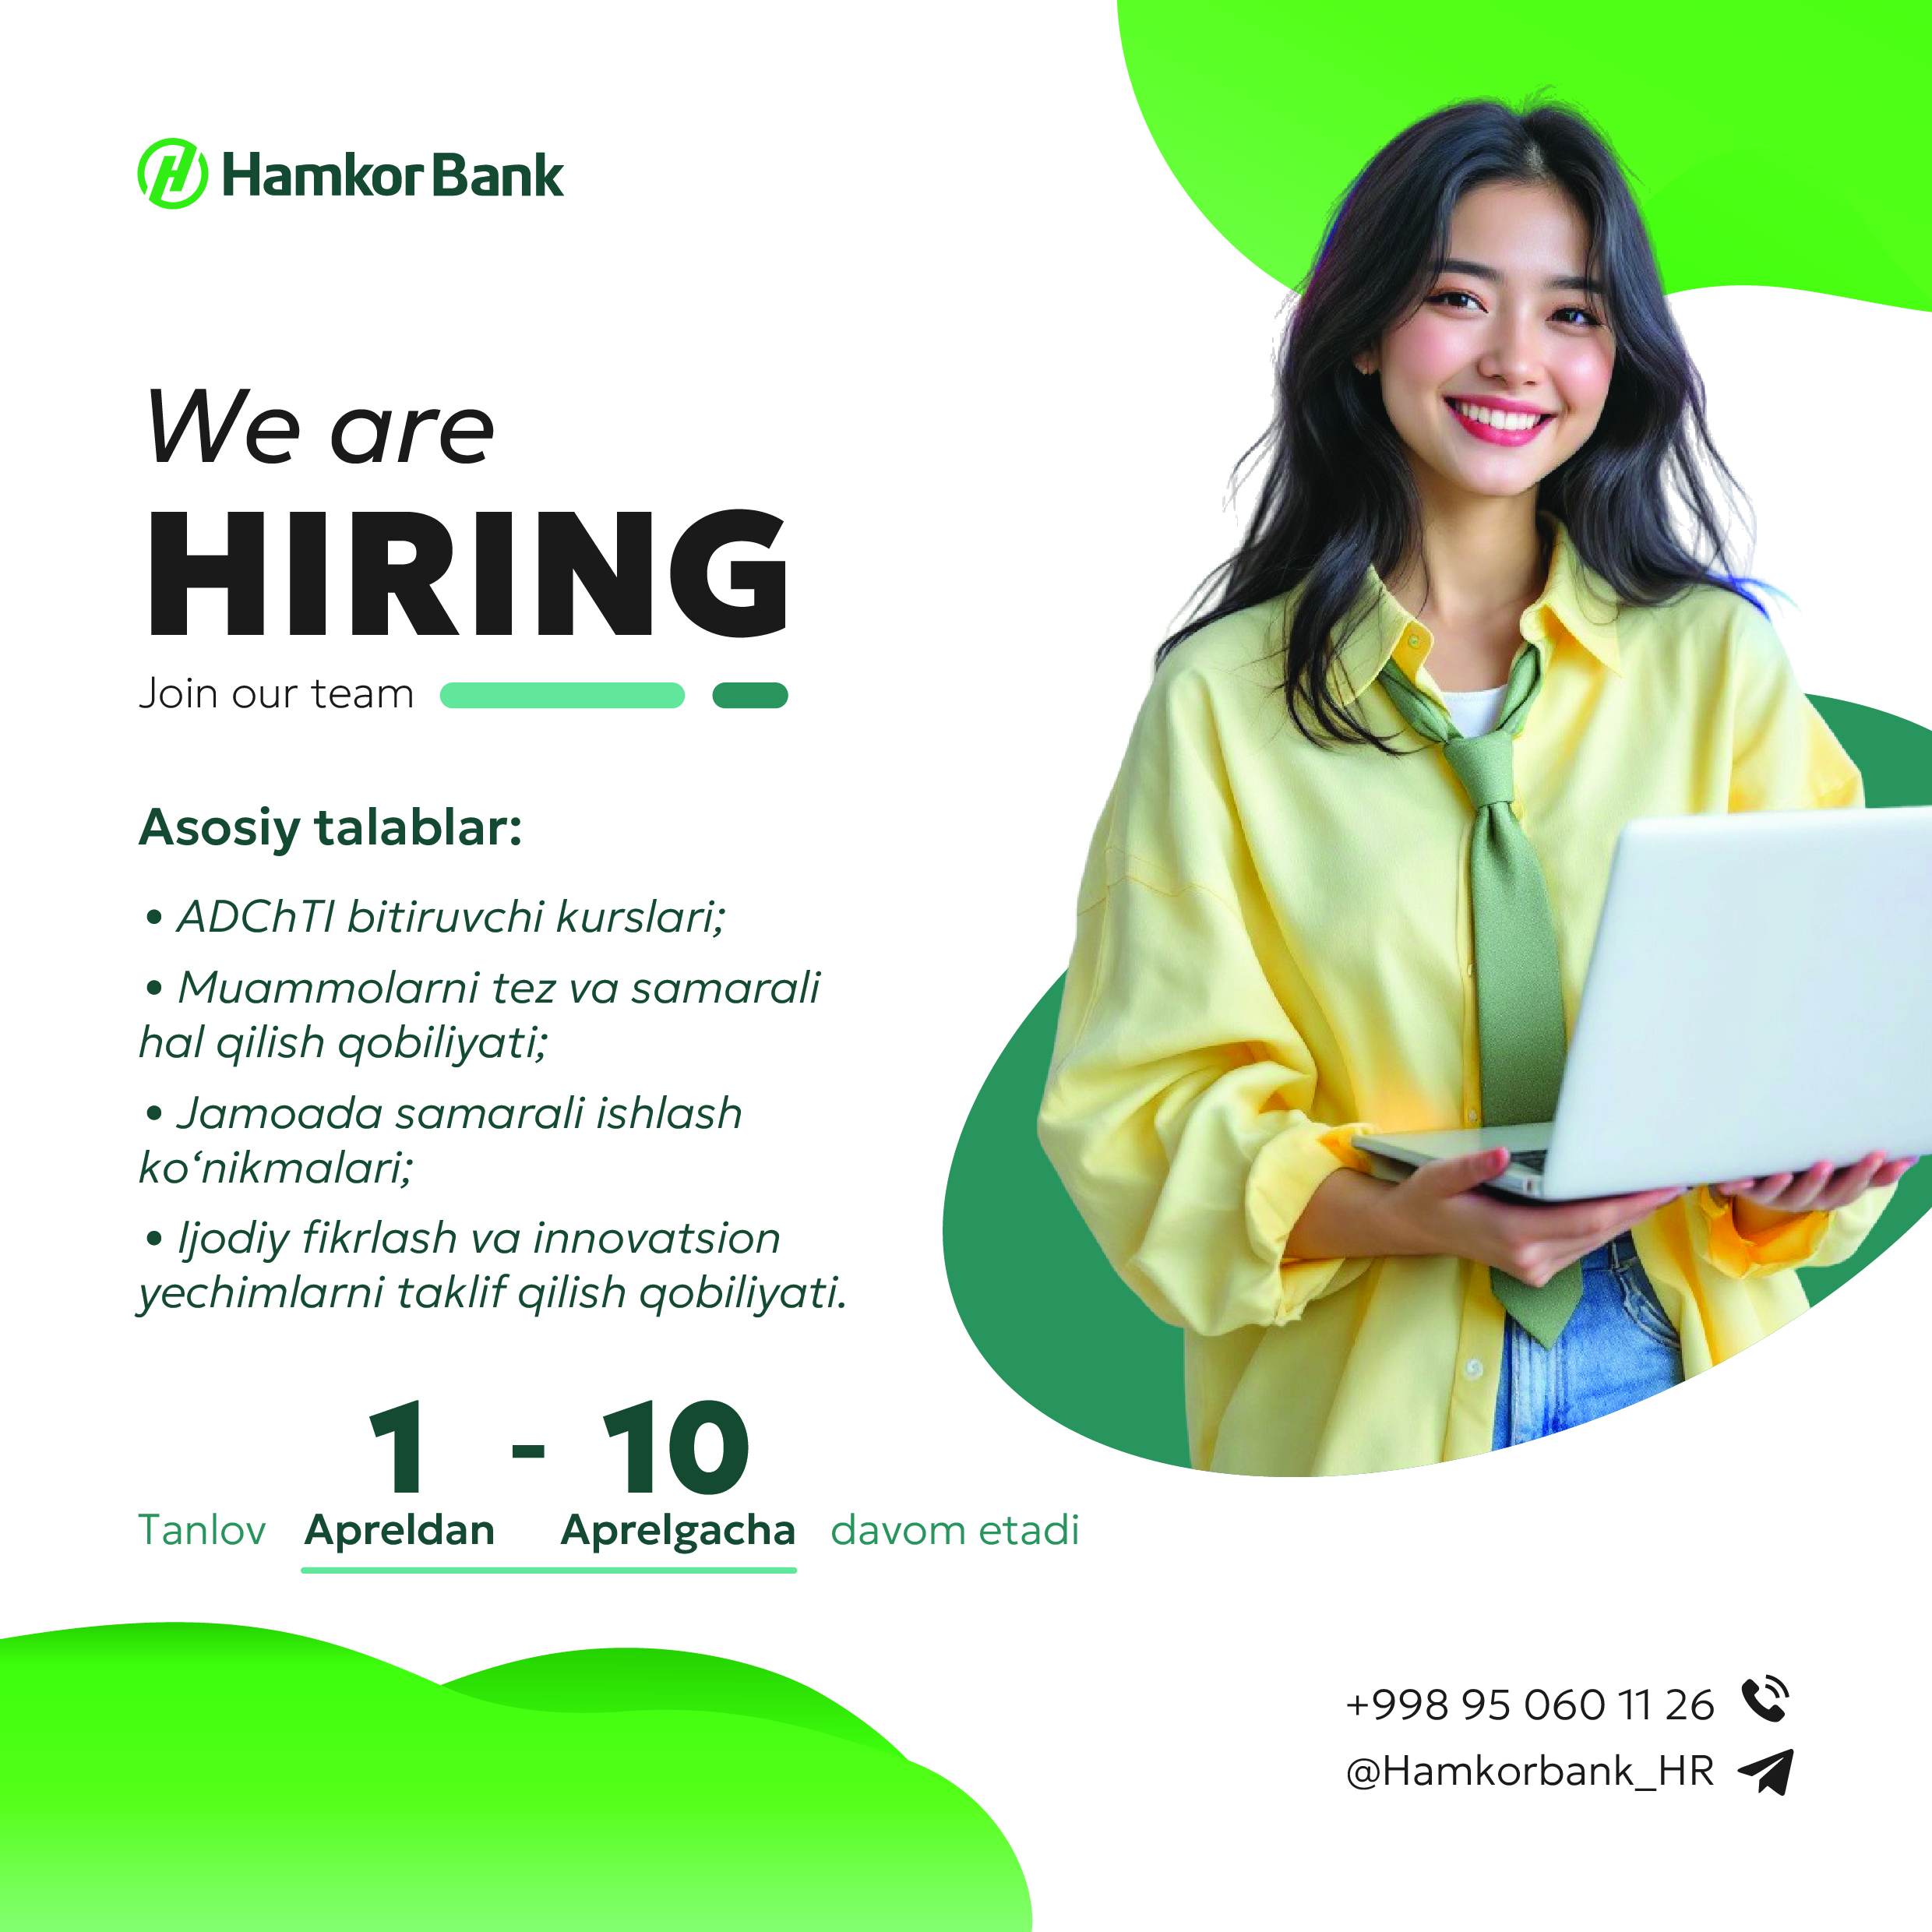 Hamkor Bank
We are
HIRING
Join our team
Asosiy talablar:
• ADChTI bitiruvchi kurslari;
• Muammolarni tez va samarali
hal qilish qobiliyati;
• Jamoada samarali ishlash
ko‘nikmalari;
• Ijodiy fikrlash va innovatsion
yechimlarni taklif qilish qobiliyati.
1 - 10
Tanlov Apreldan Aprelgacha davom etadi
+998 95 060 11 26
@Hamkorbank_HR